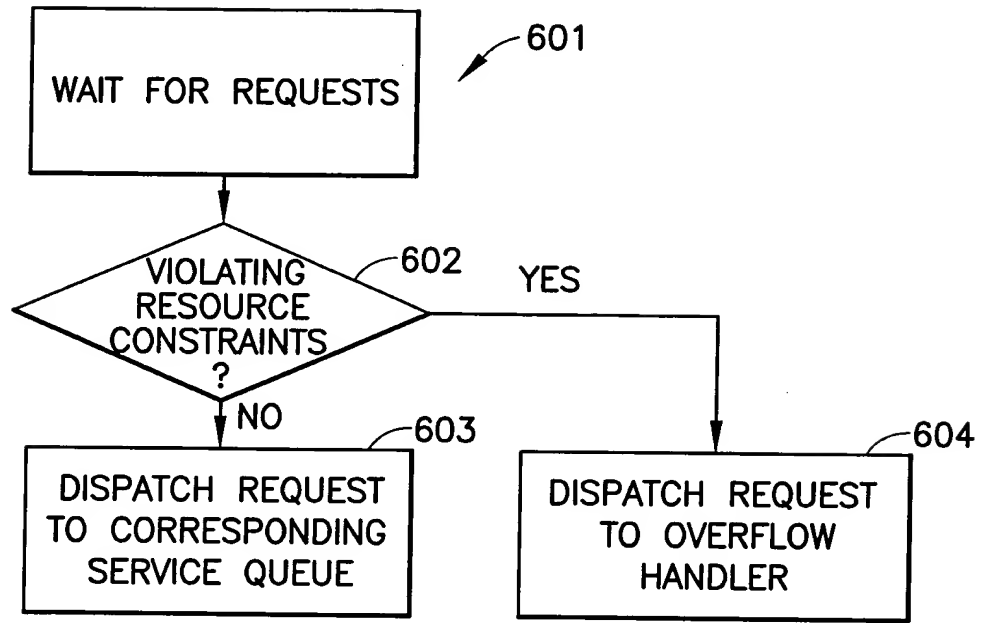 601
WAIT FOR REQUESTS
602
VIOLATING
RESOURCE
CONSTRAINTS
?
YES
NO
603
DISPATCH REQUEST
TO CORRESPONDING
SERVICE QUEUE
604
DISPATCH REQUEST
TO OVERFLOW
HANDLER